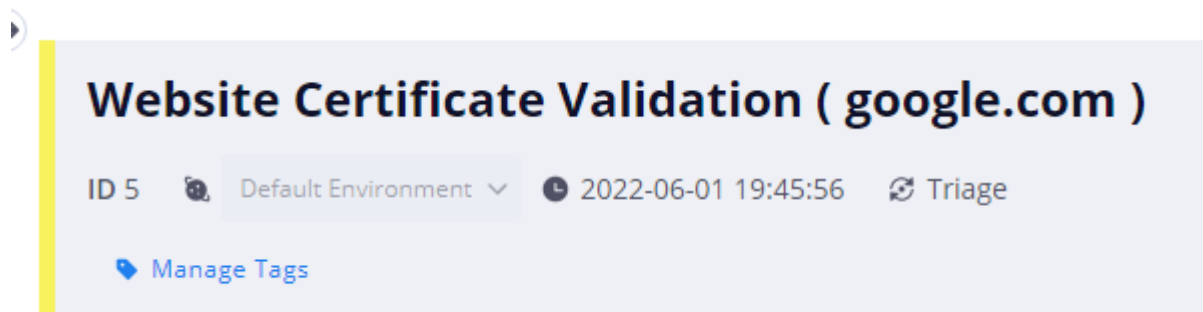 Website Certificate Validation ( google.com )
ID 5 Default Environment 2022-06-01 19:45:56 Triage
Manage Tags